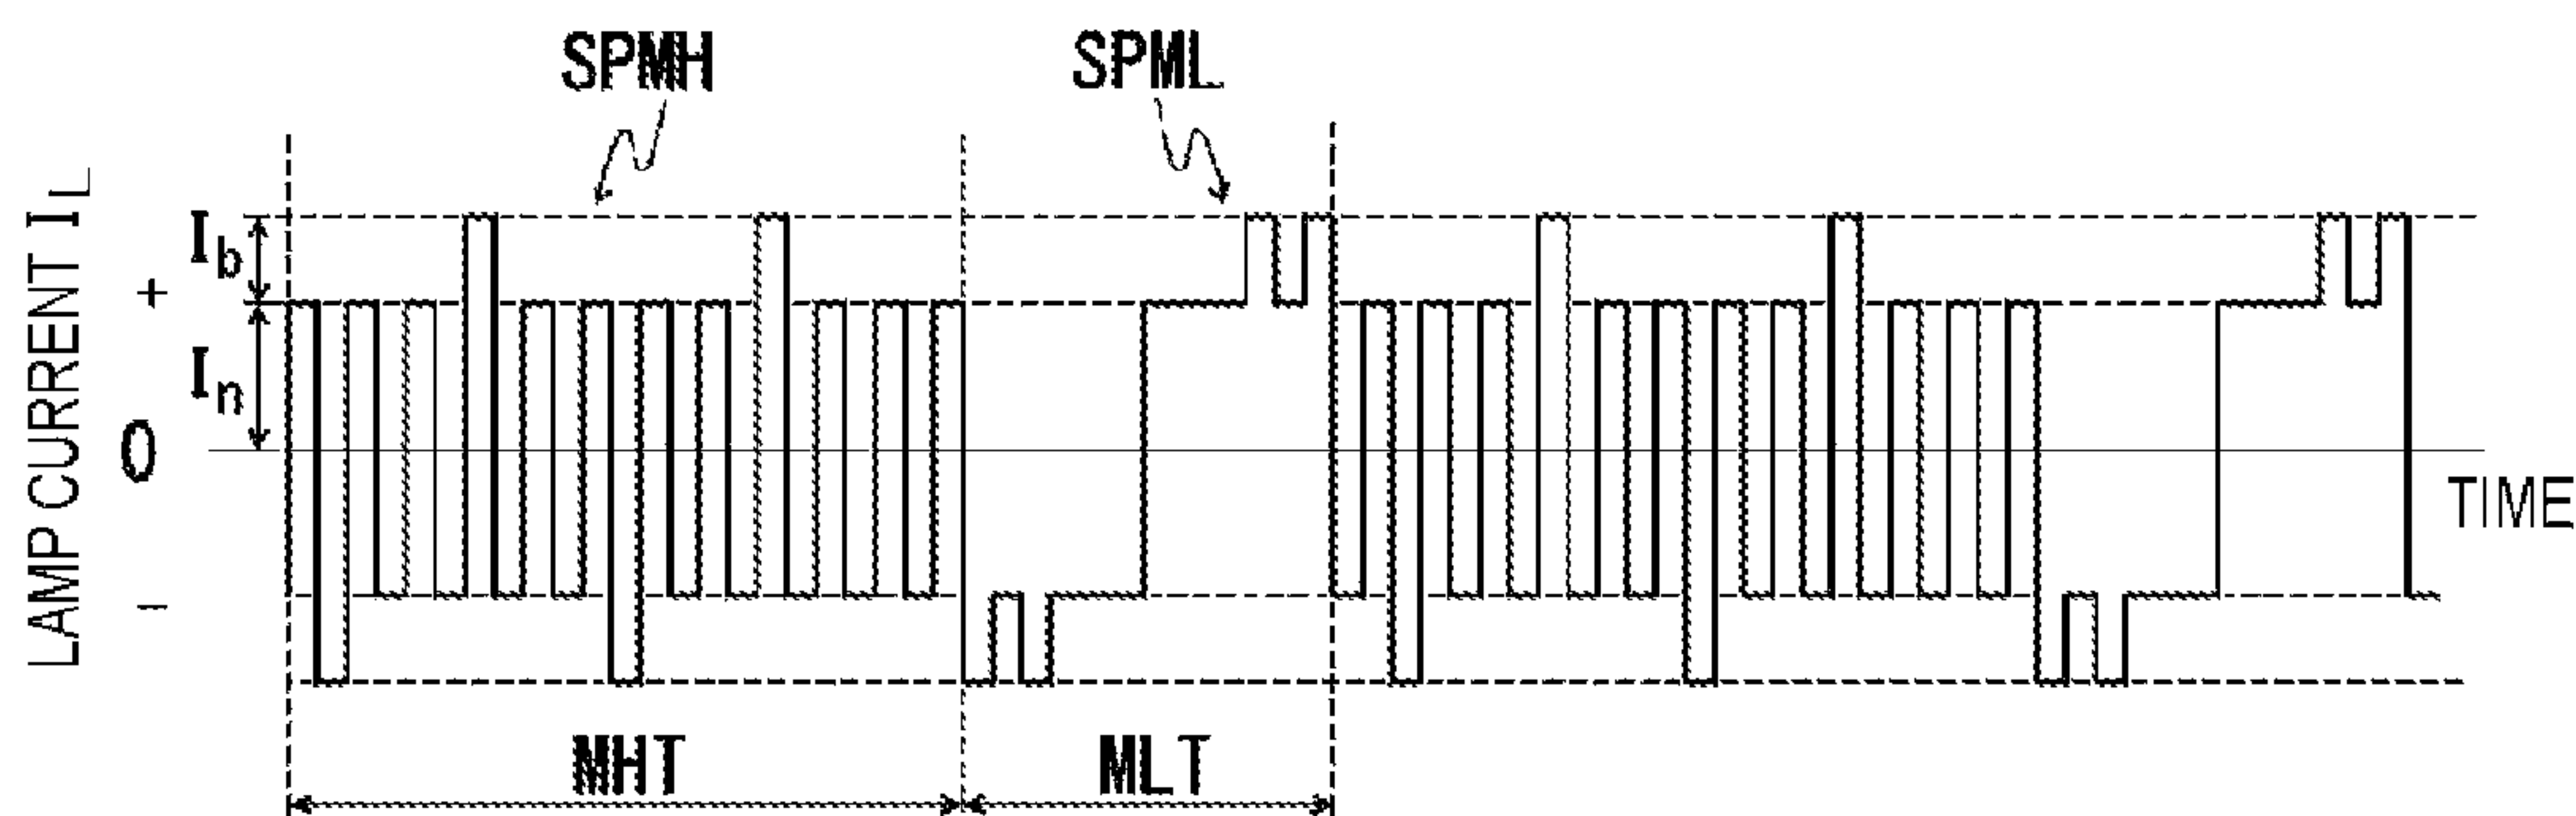 SPMH
SPML
LAMP CURRENT I_L
I_b
+
I_n
0
TIME
−
MHT
MLT